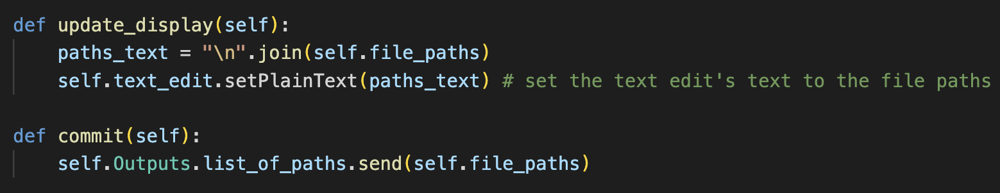 def update_display(self):
    paths_text = "\n".join(self.file_paths)
    self.text_edit.setPlainText(paths_text) # set the text edit's text to the file paths
def commit(self):
    self.Outputs.list_of_paths.send(self.file_paths)